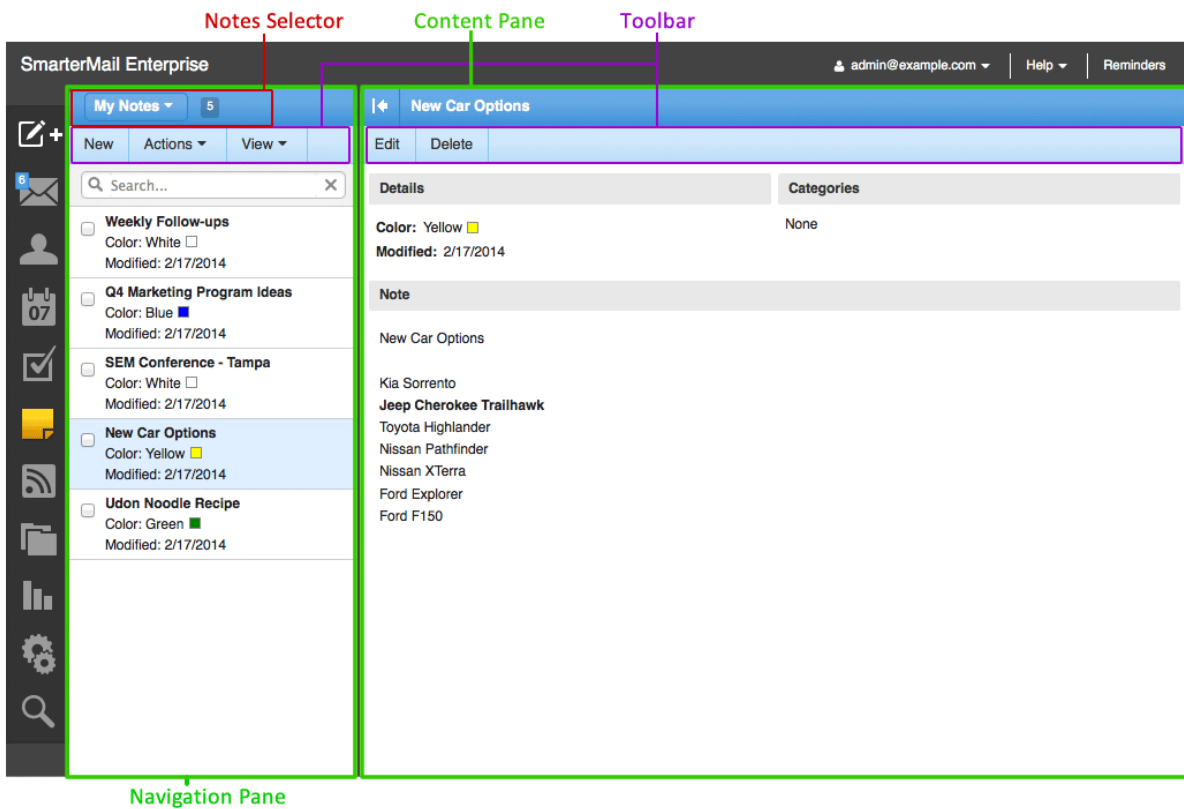 Notes Selector
Content Pane
Toolbar
SmarterMail Enterprise
admin@example.com
Help
Reminders
My Notes
5
New Car Options
New
Actions
View
Edit
Delete
6
07
Search...
Weekly Follow-ups
Color: White
Modified: 2/17/2014
Q4 Marketing Program Ideas
Color: Blue
Modified: 2/17/2014
SEM Conference - Tampa
Color: White
Modified: 2/17/2014
New Car Options
Color: Yellow
Modified: 2/17/2014
Udon Noodle Recipe
Color: Green
Modified: 2/17/2014
Details
Categories
Color: Yellow
None
Modified: 2/17/2014
Note
New Car Options
Kia Sorrento
Jeep Cherokee Trailhawk
Toyota Highlander
Nissan Pathfinder
Nissan XTerra
Ford Explorer
Ford F150
Navigation Pane